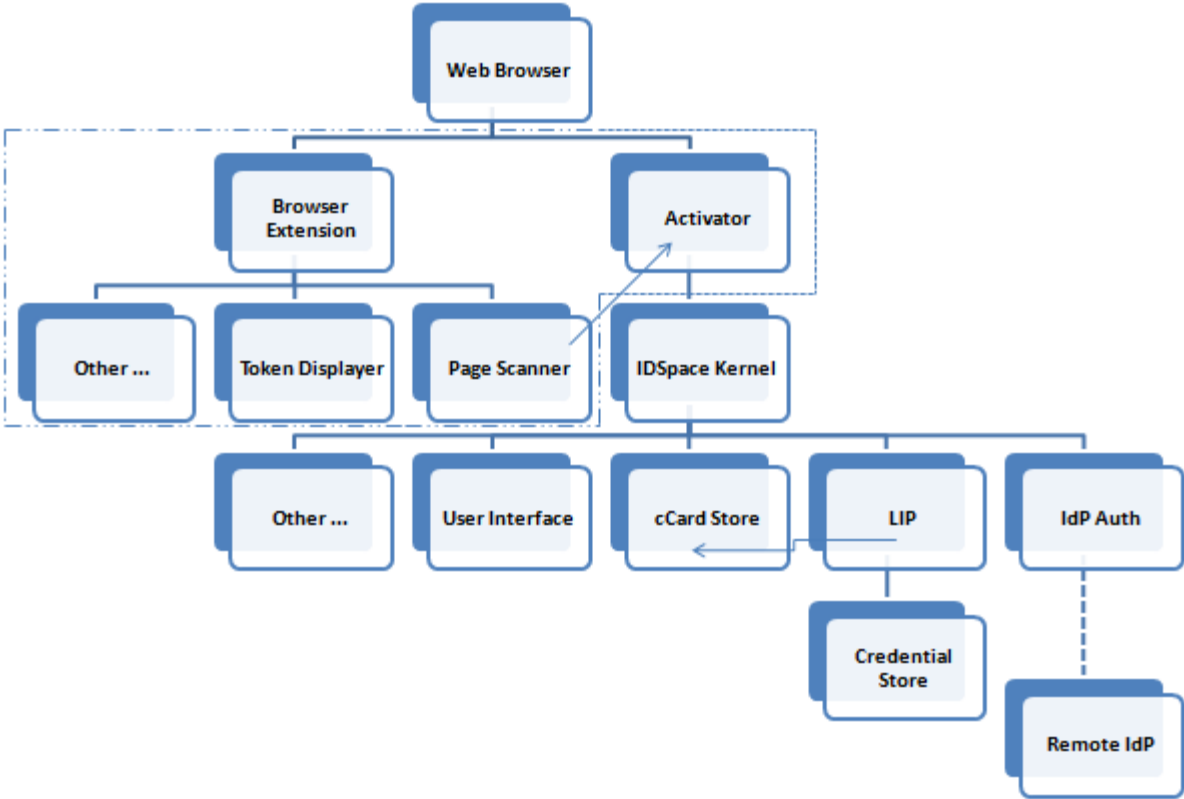 Web Browser
Browser
Extension
Activator
Other ...
Token Displayer
Page Scanner
IDSpace Kernel
Other ...
User Interface
cCard Store
LIP
IdP Auth
Credential
Store
Remote IdP